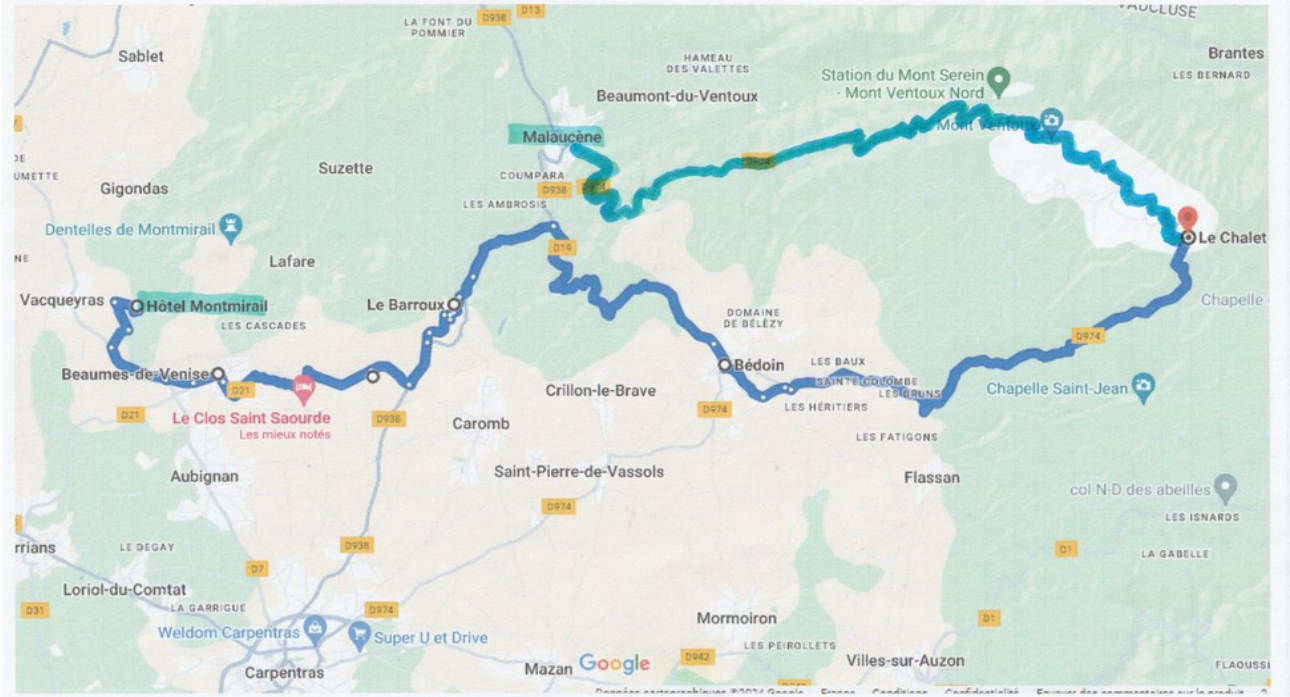 VAUCLUSE
D938
D13
LA FONT DU
POMMIER
Sablet
HAMEAU
DES VALETTES
Brantes
LES BERNARD
Station du Mont Serein
- Mont Ventoux Nord
Beaumont-du-Ventoux
Mont Ventoux
Malaucène
D974
Suzette
COUMPARA
D938
Gigondas
LES AMBROSIS
Dentelles de Montmirail
D19
Le Chalet
Lafare
Vacqueyras
Hôtel Montmirail
Le Barroux
Chapelle
LES CASCADES
DOMAINE
DE BÉLÉZY
D974
Beaumes-de-Venise
Bédoin
LES BAUX
SAINTE COLOMBE
D21
Crillon-le-Brave
LES BRUNS
Chapelle Saint-Jean
D21
Le Clos Saint Saourde
Les mieux notés
D938
D974
LES HÉRITIERS
Caromb
LES FATIGONS
Aubignan
Saint-Pierre-de-Vassols
Flassan
col N-D des abeilles
D974
LES ISNARDS
rrians
LE DEGAY
D938
D1
LA GABELLE
D7
Loriol-du-Comtat
D31
LA GARRIGUE
D974
Mormoiron
D1
Weldom Carpentras
Super U et Drive
LES PEIROLLETS
Carpentras
Mazan
Google
D942
Villes-sur-Auzon
FLAOUSSI